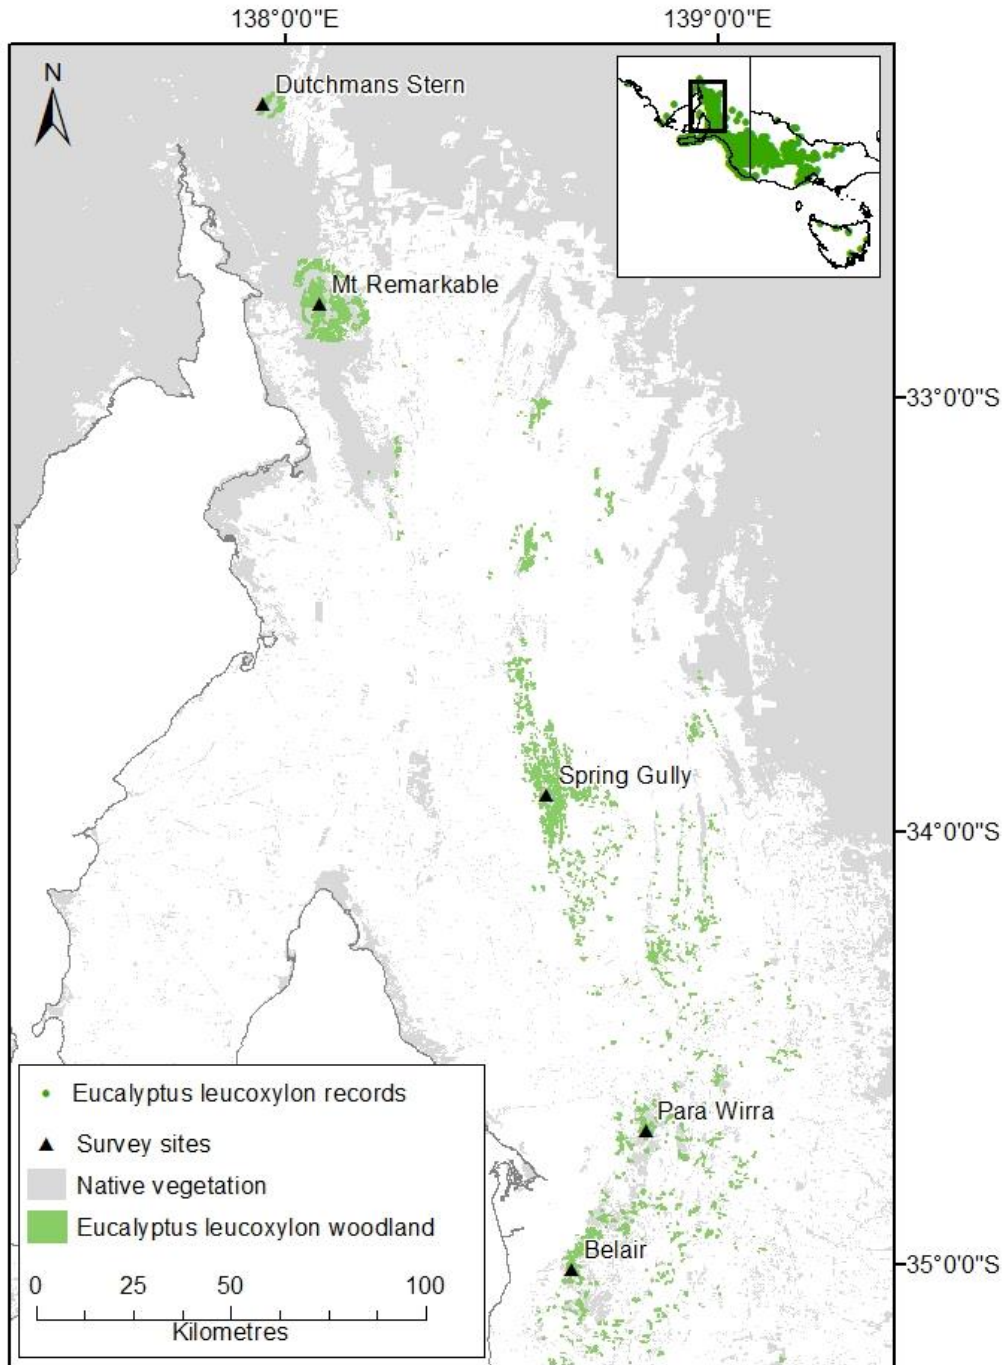 138°0'0"E
139°0'0"E
N
Dutchmans Stern
Mt Remarkable
33°0'0"S
Spring Gully
34°0'0"S
Eucalyptus leucoxylon records
Para Wirra
Survey sites
Native vegetation
Eucalyptus leucoxylon woodland
Belair
35°0'0"S
0 25 50 100
Kilometres